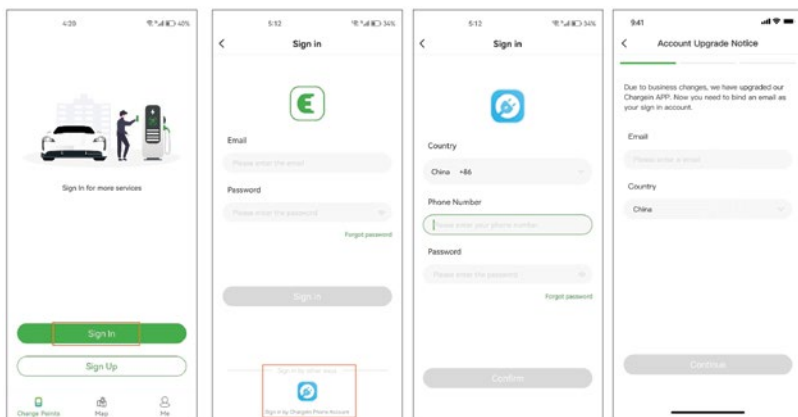 4:20
40%
Sign In for more services
Sign In
Sign Up
Charge Points
Map
Me
5:12
34%
Sign in
E
Email
Please enter the email
Password
Please enter the password
Forgot password
Sign in
Sign in by other ways
Sign in by Chargein Phone Account
5:12
34%
Sign in
Country
China +86
Phone Number
Please enter your phone number
Password
Please enter the password
Forgot password
Confirm
9:41
Account Upgrade Notice
Due to business changes, we have upgraded our
Chargein APP. Now you need to bind an email as
your sign in account.
Email
Please enter a email
Country
China
Continue